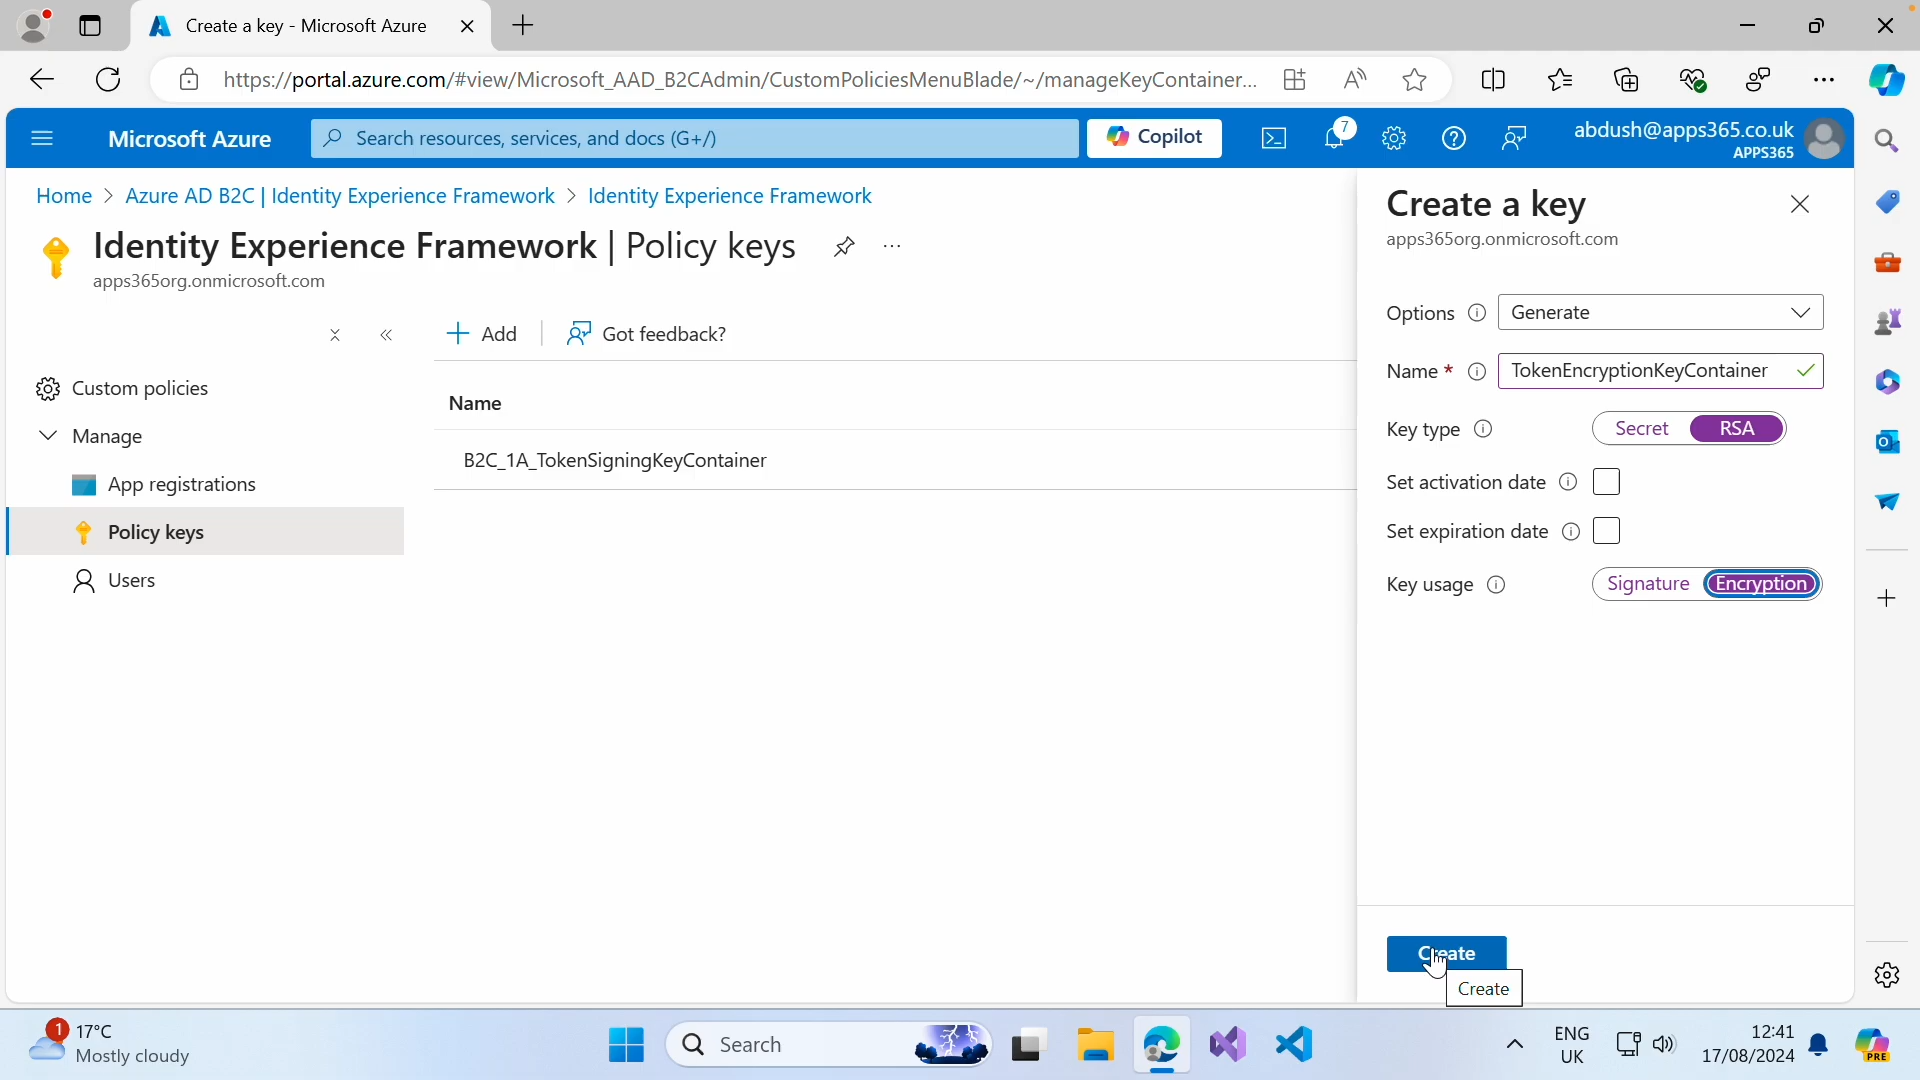 Create a key - Microsoft Azure
https://portal.azure.com/#view/Microsoft_AAD_B2CAdmin/CustomPoliciesMenuBlade/~/manageKeyContainer...
Microsoft Azure
Search resources, services, and docs (G+/)
Copilot
7
abdush@apps365.co.uk
APPS365
Home > Azure AD B2C | Identity Experience Framework > Identity Experience Framework
Identity Experience Framework | Policy keys
apps365org.onmicrosoft.com
Add
Got feedback?
Custom policies
Manage
App registrations
Policy keys
Users
Name
B2C_1A_TokenSigningKeyContainer
Create a key
apps365org.onmicrosoft.com
Options Generate
Name * TokenEncryptionKeyContainer
Key type Secret RSA
Set activation date
Set expiration date
Key usage Signature Encryption
Create
Create
1
17°C
Mostly cloudy
Search
ENG
UK
12:41
17/08/2024
PRE